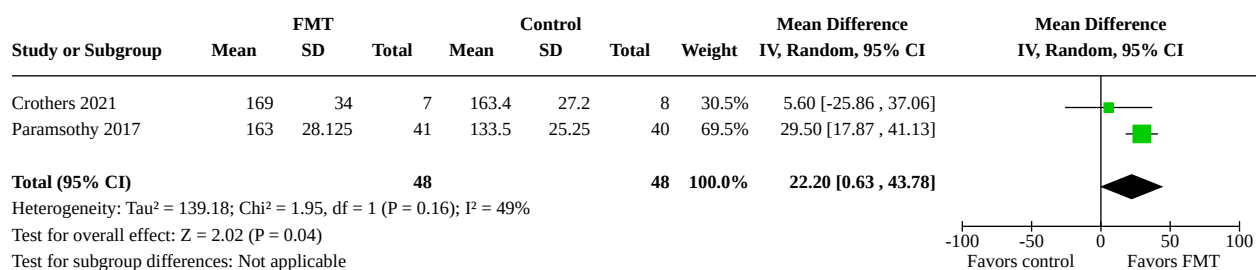 FMT Control Mean Difference Mean Difference
Study or Subgroup Mean SD Total Mean SD Total Weight IV, Random, 95% CI IV, Random, 95% CI
Crothers 2021 169 34 7 163.4 27.2 8 30.5% 5.60 [-25.86 , 37.06]
Paramsothy 2017 163 28.125 41 133.5 25.25 40 69.5% 29.50 [17.87 , 41.13]
Total (95% CI) 48 48 100.0% 22.20 [0.63 , 43.78]
Heterogeneity: Tau² = 139.18; Chi² = 1.95, df = 1 (P = 0.16); I² = 49%
Test for overall effect: Z = 2.02 (P = 0.04)
-100 -50 0 50 100
Test for subgroup differences: Not applicable Favors control Favors FMT